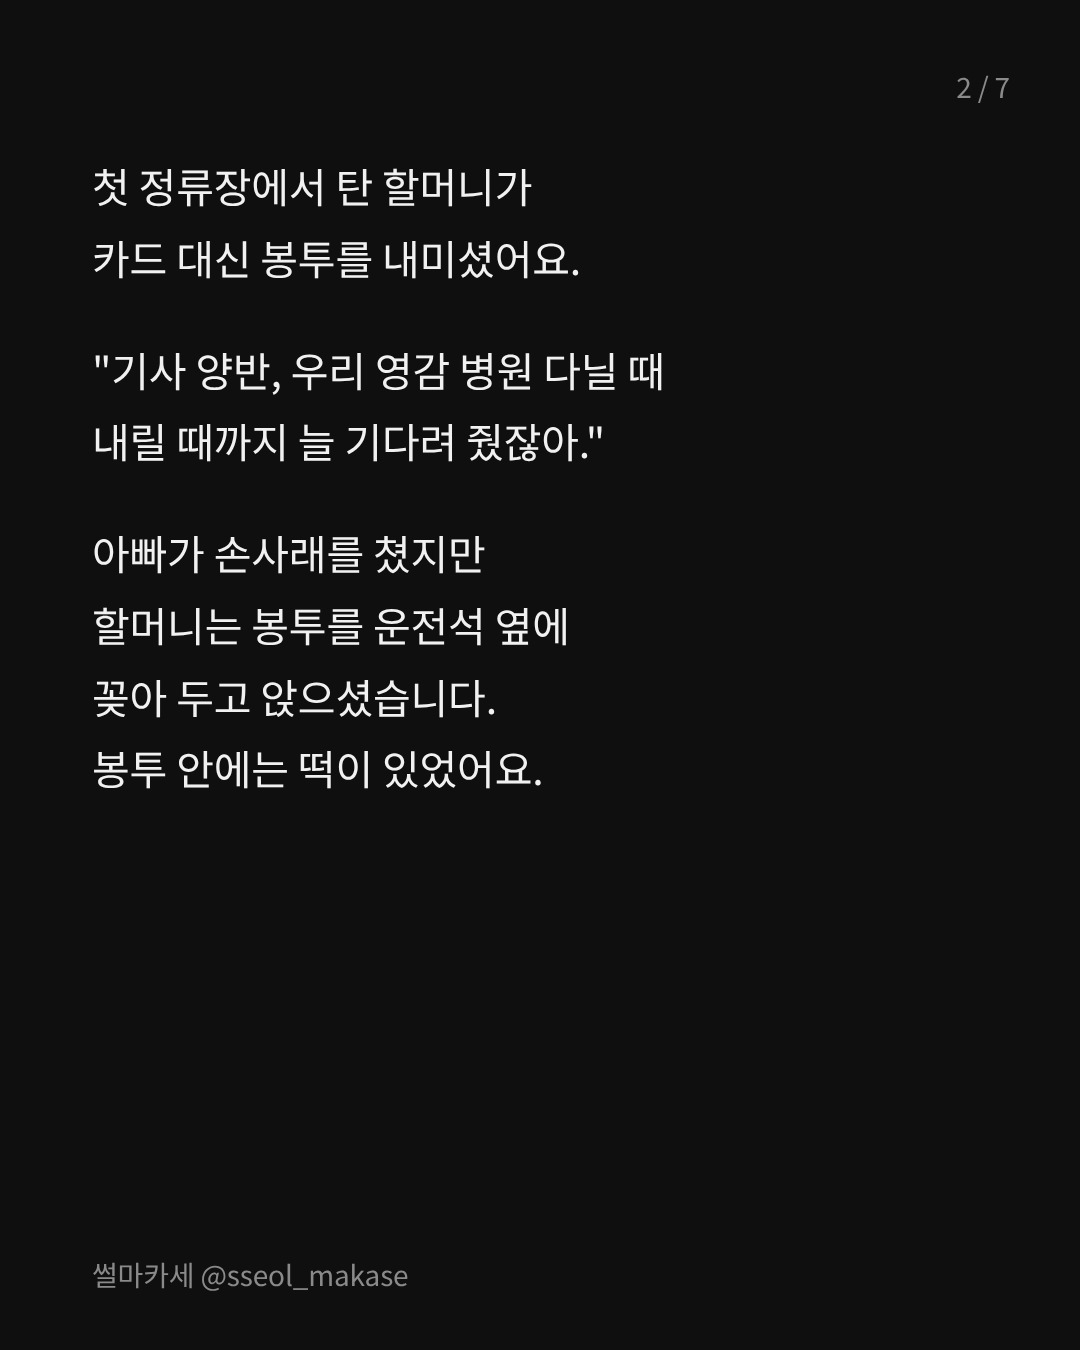 2 / 7
첫 정류장에서 탄 할머니가
카드 대신 봉투를 내미셨어요.
"기사 양반, 우리 영감 병원 다닐 때
내릴 때까지 늘 기다려 줬잖아."
아빠가 손사래를 쳤지만
할머니는 봉투를 운전석 옆에
꽂아 두고 앉으셨습니다.
봉투 안에는 떡이 있었어요.
썰마카세 @sseol_makase